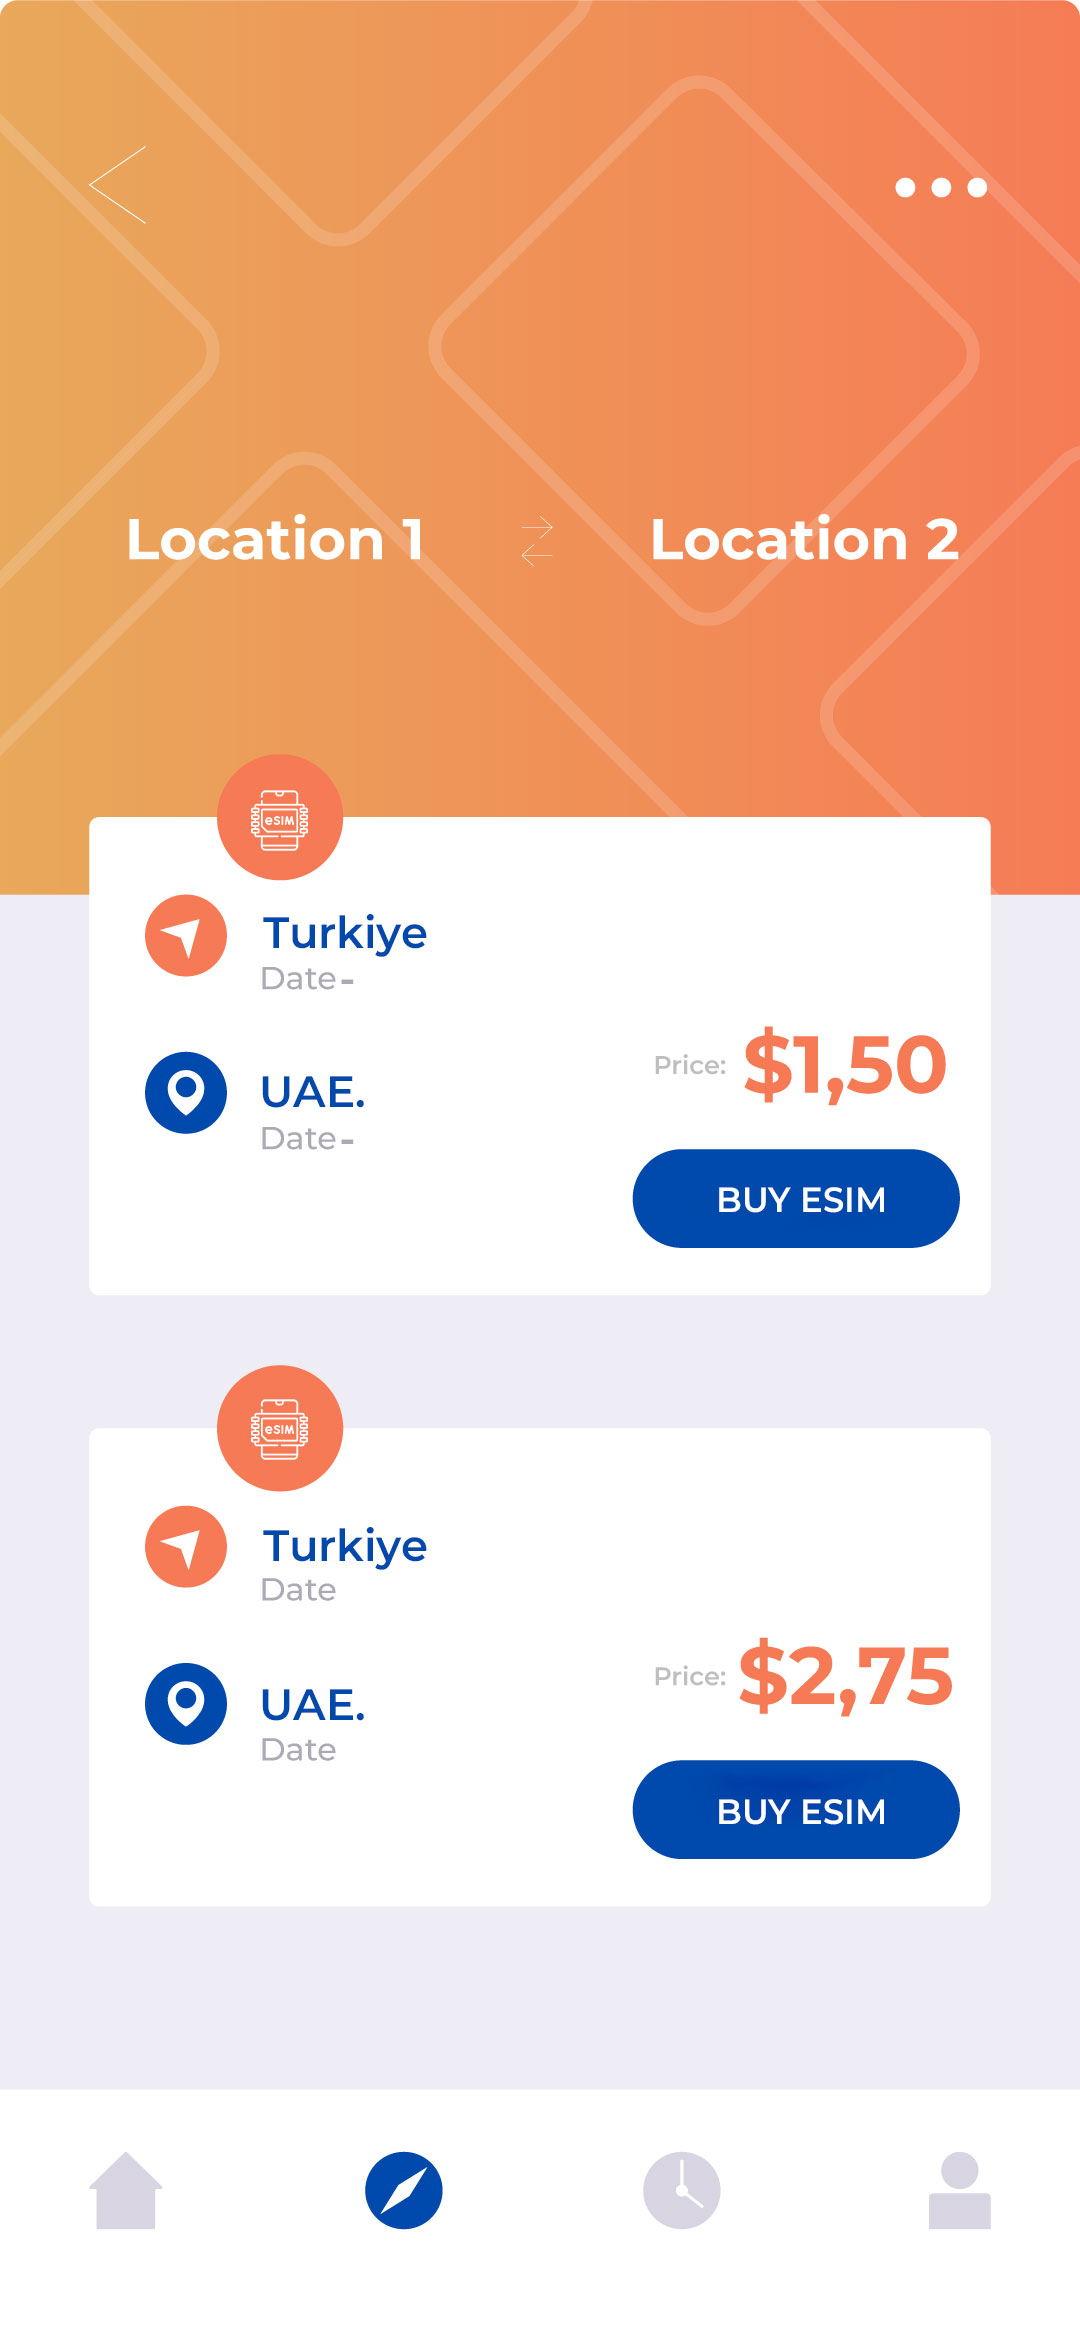 Location 1
Location 2
eSIM
Turkiye
Date -
UAE.
Date -
Price: $1,50
BUY ESIM
eSIM
Turkiye
Date
UAE.
Date
Price: $2,75
BUY ESIM